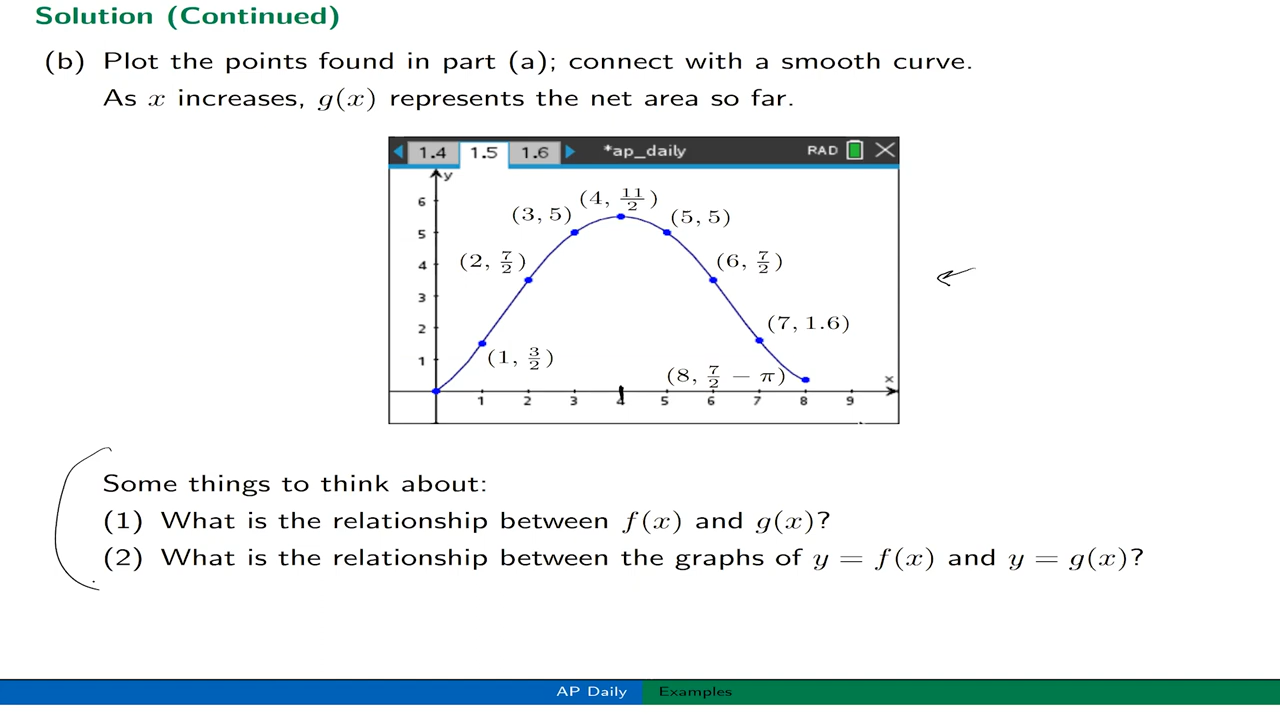 Solution (Continued)
(b) Plot the points found in part (a); connect with a smooth curve.
As x increases, g(x) represents the net area so far.
1.4 1.5 1.6 *ap_daily RAD
y
6
(4, 11/2)
(3, 5)
(5, 5)
5
(2, 7/2)
(6, 7/2)
4
3
2
(7, 1.6)
1
(1, 3/2)
(8, 7/2 − π)
x
1 2 3 4 5 6 7 8 9
Some things to think about:
(1) What is the relationship between f(x) and g(x)?
(2) What is the relationship between the graphs of y = f(x) and y = g(x)?
AP Daily Examples